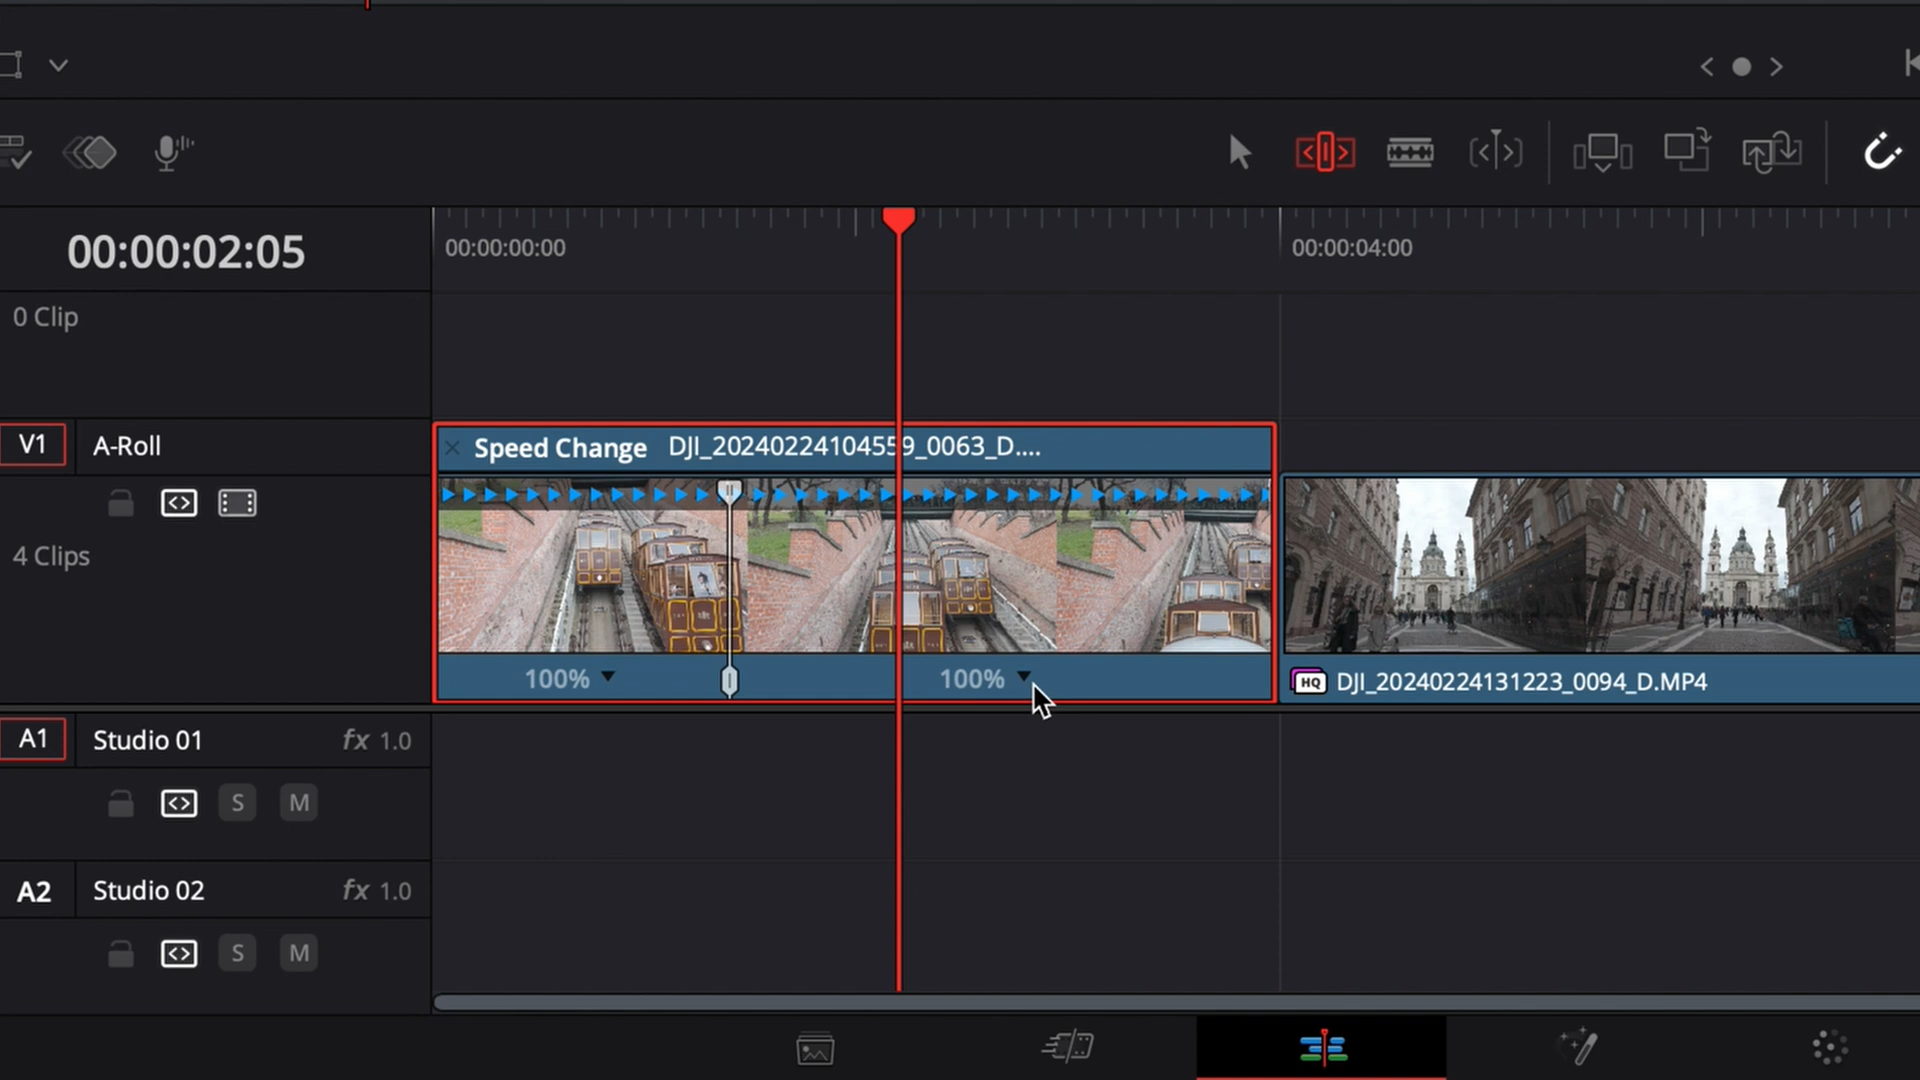 00:00:02:05
00:00:00:00
00:00:04:00
0 Clip
V1 A-Roll
Speed Change DJI_20240224104559_0063_D....
4 Clips
100%
100%
HQ DJI_20240224131223_0094_D.MP4
A1 Studio 01 fx 1.0
S M
A2 Studio 02 fx 1.0
S M